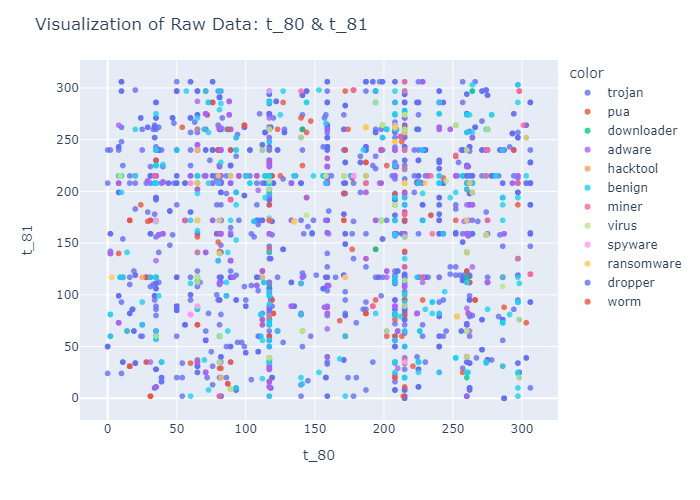 Visualization of Raw Data: t_80 & t_81
color
trojan
pua
downloader
adware
hacktool
benign
miner
virus
spyware
ransomware
dropper
worm
300
250
200
150
100
50
0
t_81
0 50 100 150 200 250 300
t_80